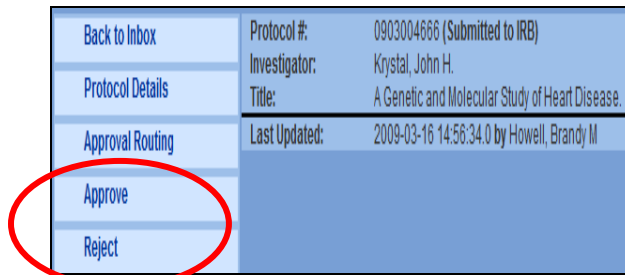 Back to Inbox
Protocol Details
Approval Routing
Approve
Reject
Protocol #: 0903004666 (Submitted to IRB)
Investigator: Krystal, John H.
Title: A Genetic and Molecular Study of Heart Disease.
Last Updated: 2009-03-16 14:56:34.0 by Howell, Brandy M